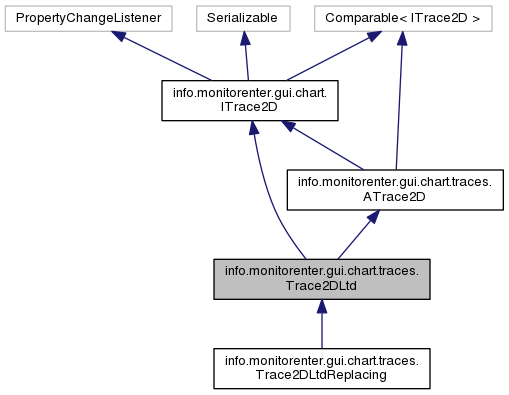 PropertyChangeListener
Serializable
Comparable< ITrace2D >
info.monitorenter.gui.chart.
ITrace2D
info.monitorenter.gui.chart.traces.
ATrace2D
info.monitorenter.gui.chart.traces.
Trace2DLtd
info.monitorenter.gui.chart.traces.
Trace2DLtdReplacing